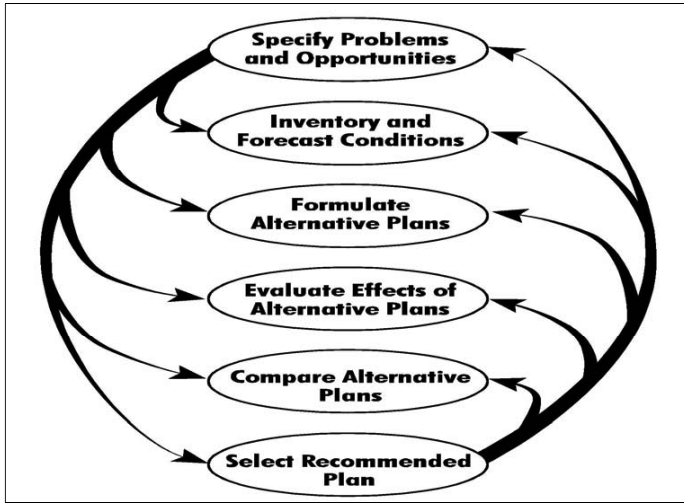 Specify Problems
and Opportunities
Inventory and
Forecast Conditions
Formulate
Alternative Plans
Evaluate Effects of
Alternative Plans
Compare Alternative
Plans
Select Recommended
Plan